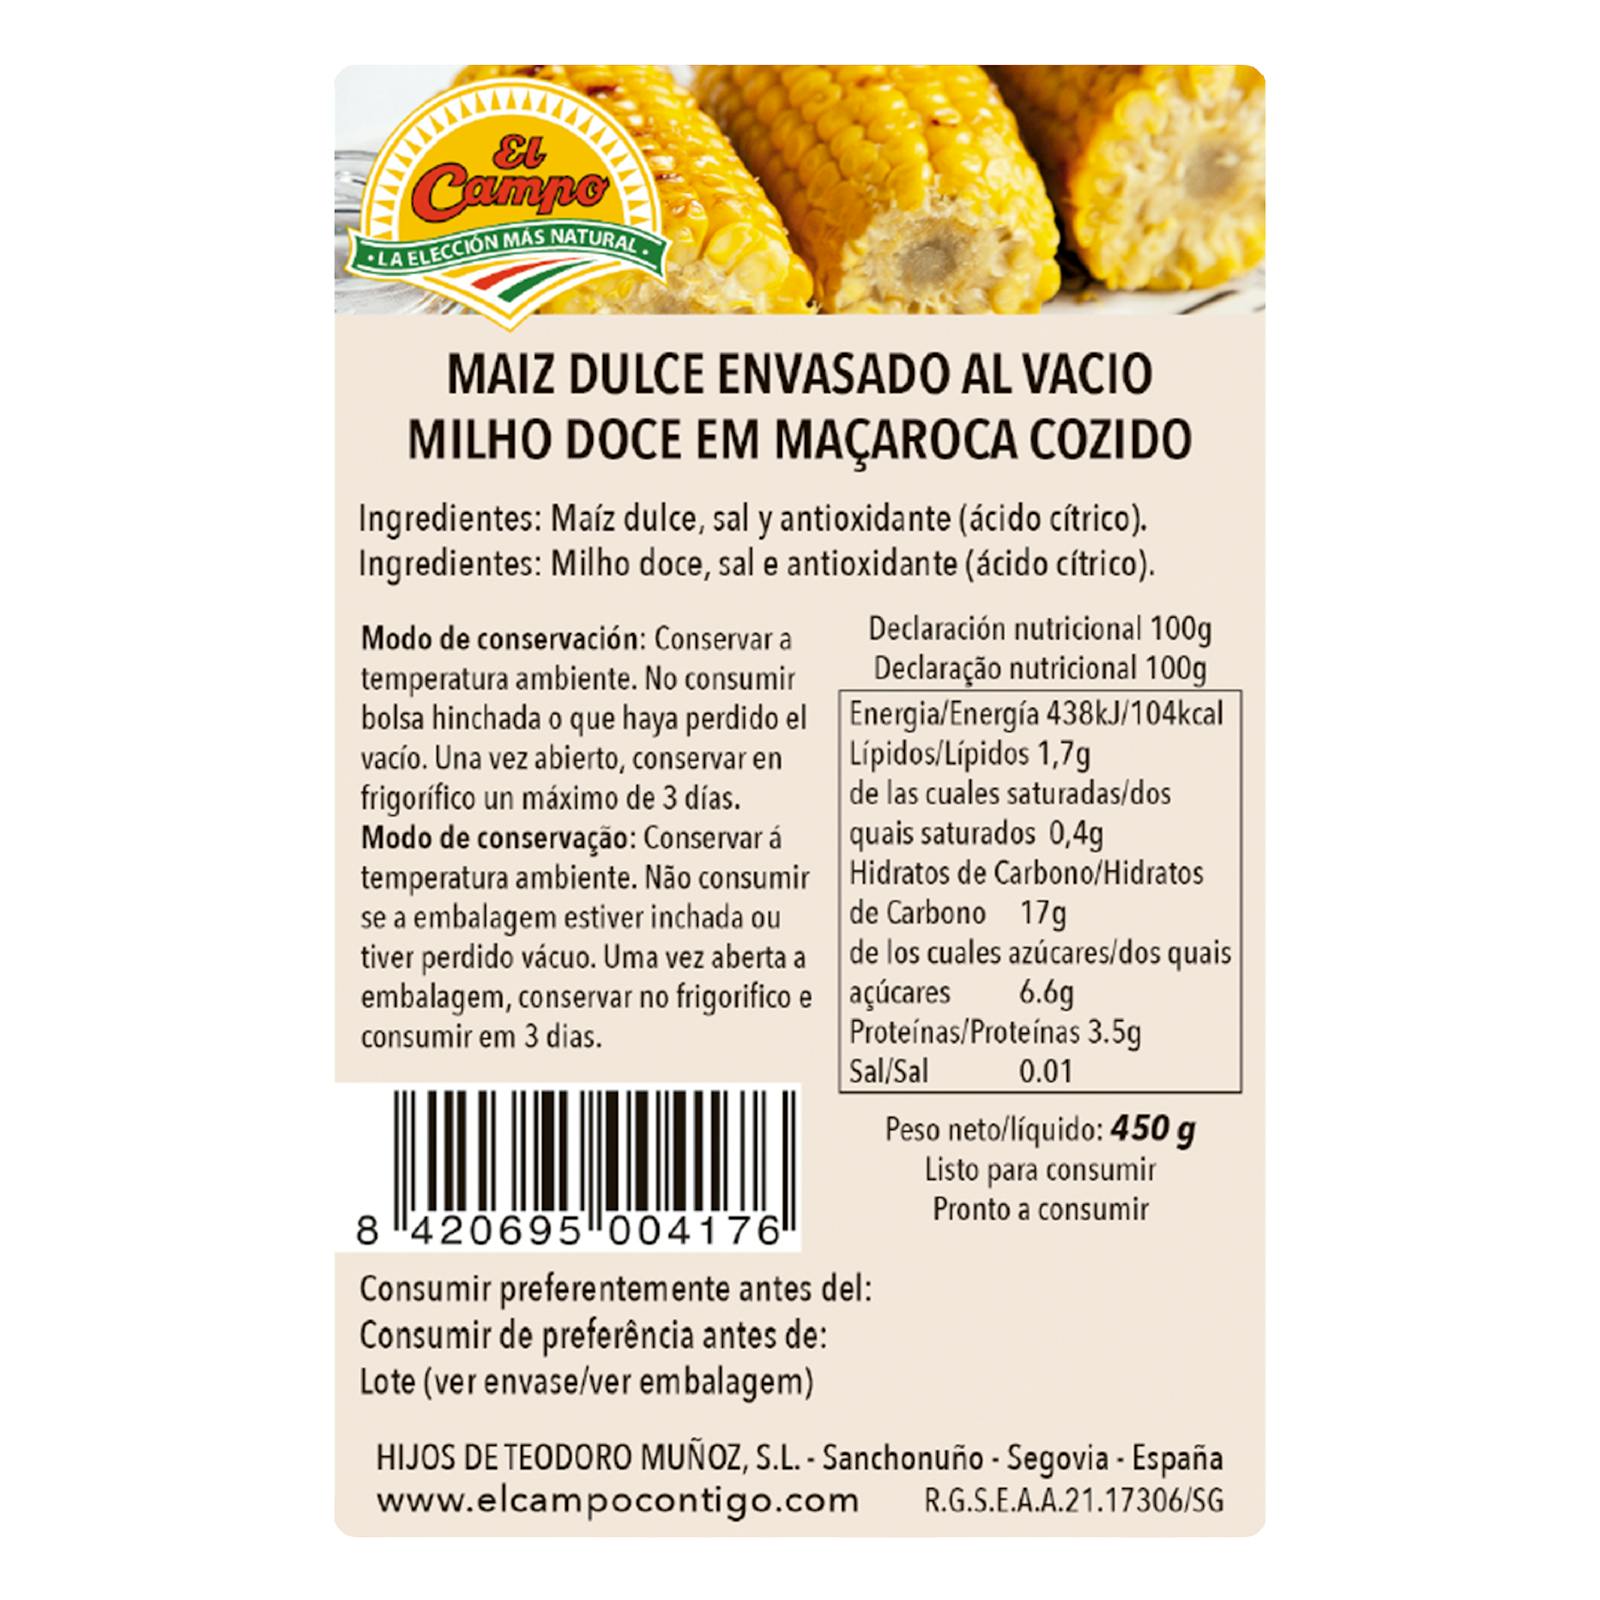 El
Campo
· LA ELECCIÓN MÁS NATURAL ·
MAIZ DULCE ENVASADO AL VACIO
MILHO DOCE EM MAÇAROCA COZIDO
Ingredientes: Maíz dulce, sal y antioxidante (ácido cítrico).
Ingredientes: Milho doce, sal e antioxidante (ácido cítrico).
Modo de conservación: Conservar a
temperatura ambiente. No consumir
bolsa hinchada o que haya perdido el
vacío. Una vez abierto, conservar en
frigorífico un máximo de 3 días.
Modo de conservação: Conservar á
temperatura ambiente. Não consumir
se a embalagem estiver inchada ou
tiver perdido vácuo. Uma vez aberta a
embalagem, conservar no frigorifico e
consumir em 3 dias.
Declaración nutricional 100g
Declaração nutricional 100g
Energia/Energía 438kJ/104kcal
Lípidos/Lípidos 1,7g
de las cuales saturadas/dos
quais saturados 0,4g
Hidratos de Carbono/Hidratos
de Carbono 17g
de los cuales azúcares/dos quais
açúcares 6.6g
Proteínas/Proteínas 3.5g
Sal/Sal 0.01
Peso neto/líquido: 450 g
Listo para consumir
Pronto a consumir
8 420695 004176
Consumir preferentemente antes del:
Consumir de preferência antes de:
Lote (ver envase/ver embalagem)
HIJOS DE TEODORO MUÑOZ, S.L. - Sanchonuño - Segovia - España
www.elcampocontigo.com R.G.S.E.A.A.21.17306/SG